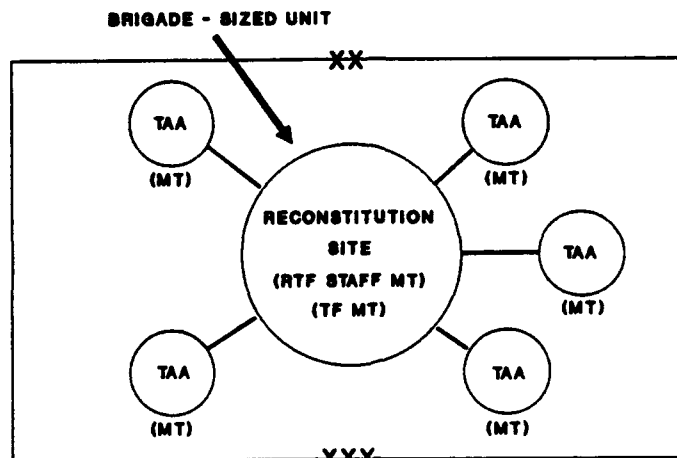 BRIGADE - SIZED UNIT
XX
TAA
(MT)
TAA
(MT)
RECONSTITUTION
SITE
(RTF STAFF MT)
(TF MT)
TAA
(MT)
TAA
(MT)
TAA
(MT)
XXX